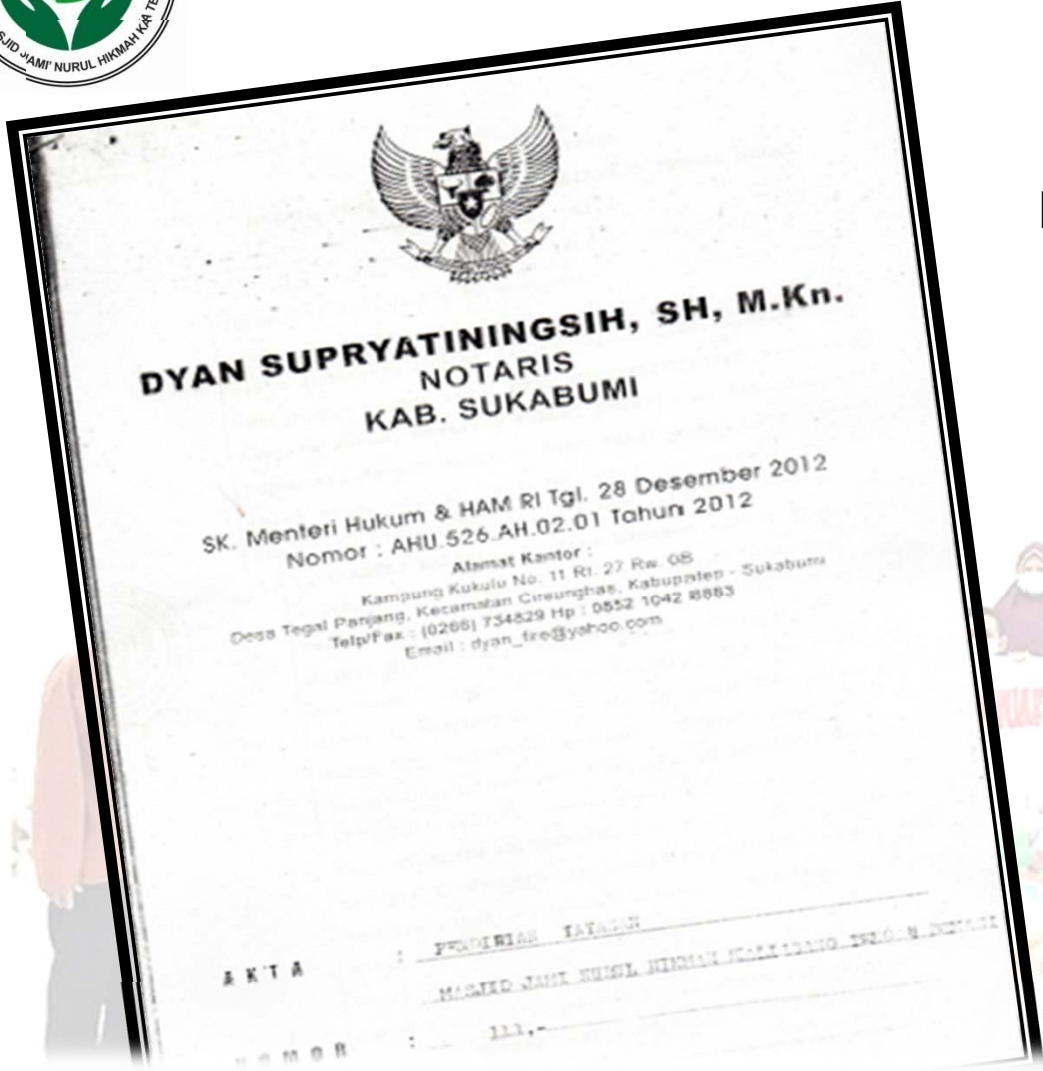 NURUL HIKMAH
DYAN SUPRYATININGSIH, SH, M.Kn.
NOTARIS
KAB. SUKABUMI
SK. Menteri Hukum & HAM RI Tgl. 28 Desember 2012
Nomor : AHU.526.AH.02.01 Tahun 2012
Alamat Kantor :
Kampung Kukulu No. 11 Rt. 27 Rw. 08
Desa Tegal Panjang, Kecamatan Cireunghas, Kabupaten - Sukabumi
Telp/Fax : (0266) 734829 Hp : 0852 1042 8883
Email : dyan_fire@yahoo.com
AKTA : PENDIRIAN YAYASAN
MASJID JAMI NURUL HIKMAH
NOMOR : 111,-